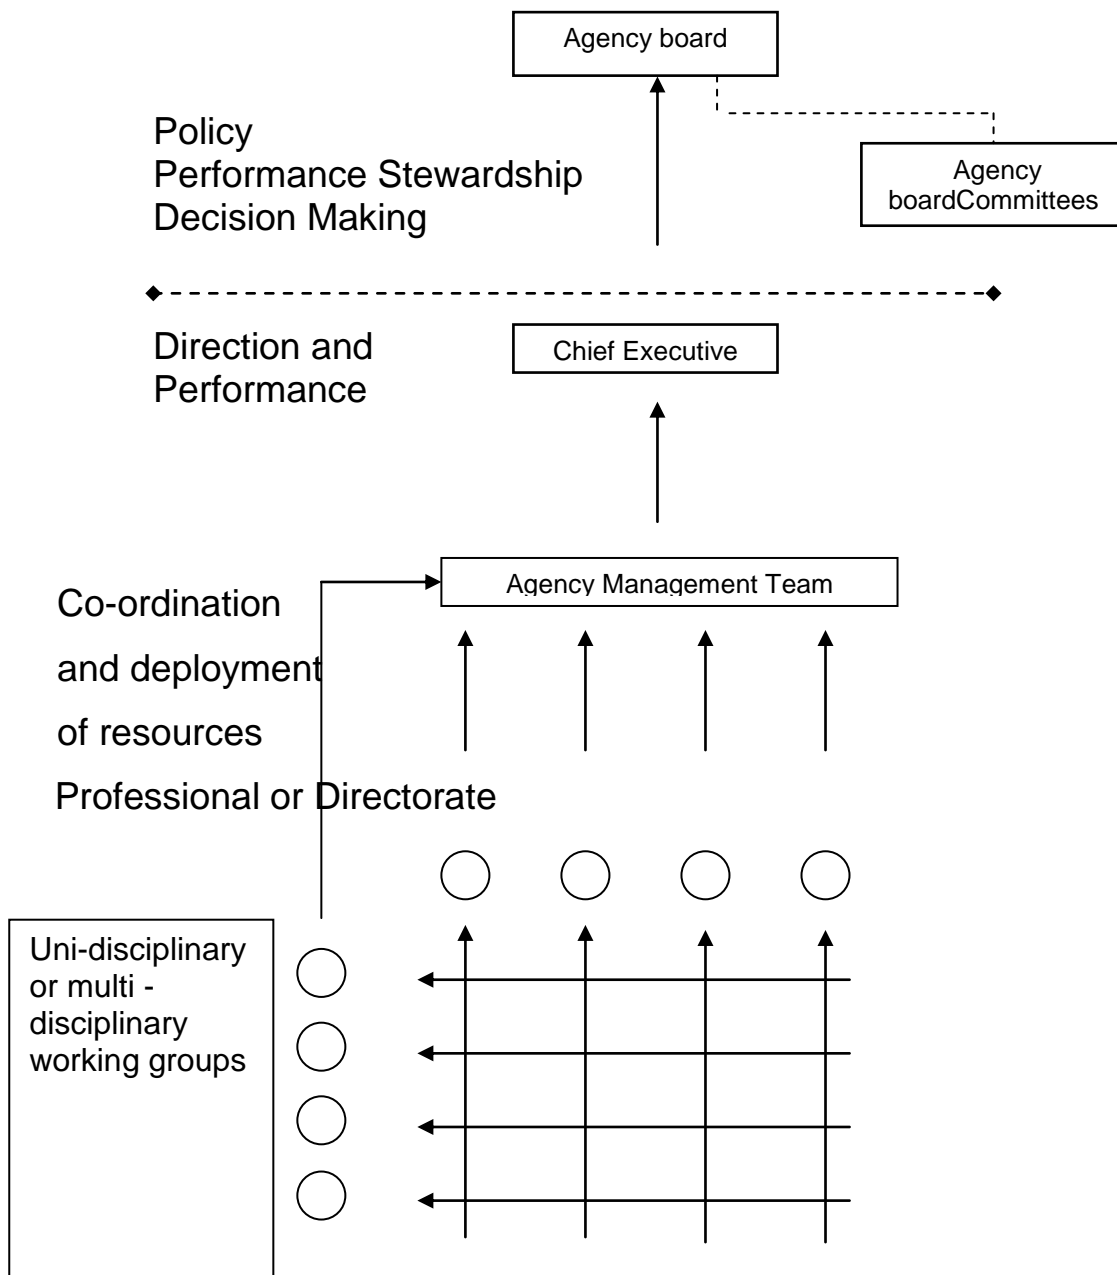 Agency board
Policy
Performance Stewardship
Decision Making
Agency
boardCommittees
Direction and
Performance
Chief Executive
Agency Management Team
Co-ordination
and deployment
of resources
Professional or Directorate
Uni-disciplinary
or multi -
disciplinary
working groups